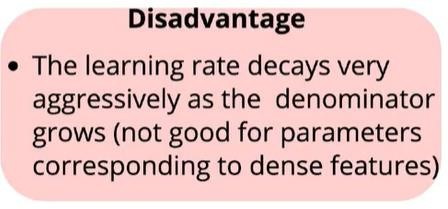 Disadvantage
• The learning rate decays very
aggressively as the denominator
grows (not good for parameters
corresponding to dense features)